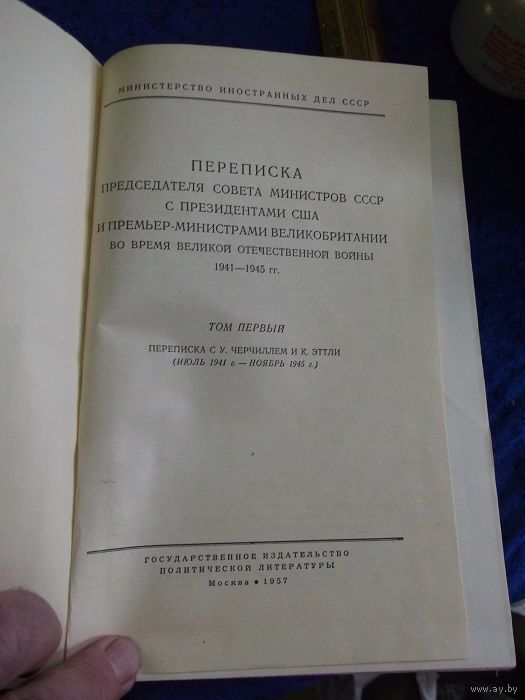 МИНИСТЕРСТВО ИНОСТРАННЫХ ДЕЛ СССР
ПЕРЕПИСКА
ПРЕДСЕДАТЕЛЯ СОВЕТА МИНИСТРОВ СССР
С ПРЕЗИДЕНТАМИ США
И ПРЕМЬЕР-МИНИСТРАМИ ВЕЛИКОБРИТАНИИ
ВО ВРЕМЯ ВЕЛИКОЙ ОТЕЧЕСТВЕННОЙ ВОЙНЫ
1941—1945 гг.
ТОМ ПЕРВЫЙ
ПЕРЕПИСКА С У. ЧЕРЧИЛЛЕМ И К. ЭТТЛИ
(ИЮЛЬ 1941 г. — НОЯБРЬ 1945 г.)
ГОСУДАРСТВЕННОЕ ИЗДАТЕЛЬСТВО
ПОЛИТИЧЕСКОЙ ЛИТЕРАТУРЫ
Москва • 1957
www.ay.by